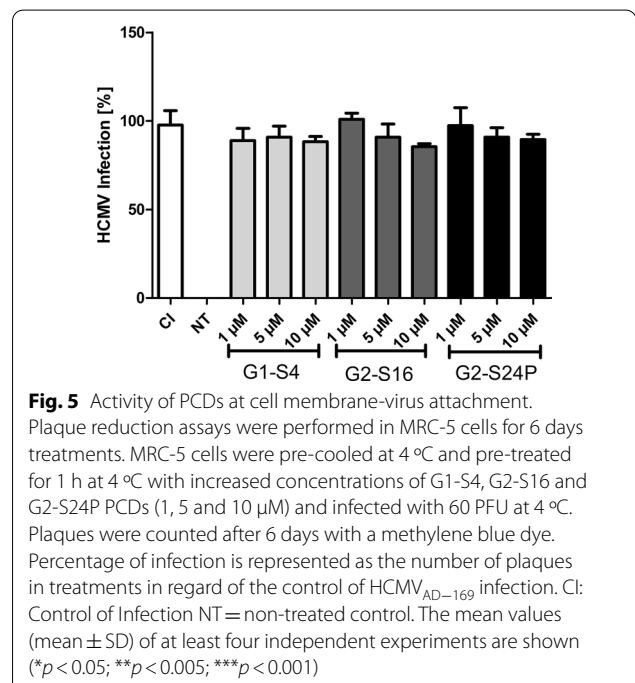 150
100
50
0
HCMV Infection [%]
CI
NT
1 µM
5 µM
10 µM
1 µM
5 µM
10 µM
1 µM
5 µM
10 µM
G1-S4
G2-S16
G2-S24P
Fig. 5 Activity of PCDs at cell membrane-virus attachment.
Plaque reduction assays were performed in MRC-5 cells for 6 days
treatments. MRC-5 cells were pre-cooled at 4 ºC and pre-treated
for 1 h at 4 ºC with increased concentrations of G1-S4, G2-S16 and
G2-S24P PCDs (1, 5 and 10 µM) and infected with 60 PFU at 4 ºC.
Plaques were counted after 6 days with a methylene blue dye.
Percentage of infection is represented as the number of plaques
in treatments in regard of the control of HCMV AD−169 infection. CI:
Control of Infection NT = non-treated control. The mean values
(mean ± SD) of at least four independent experiments are shown
(*p < 0.05; **p < 0.005; ***p < 0.001)